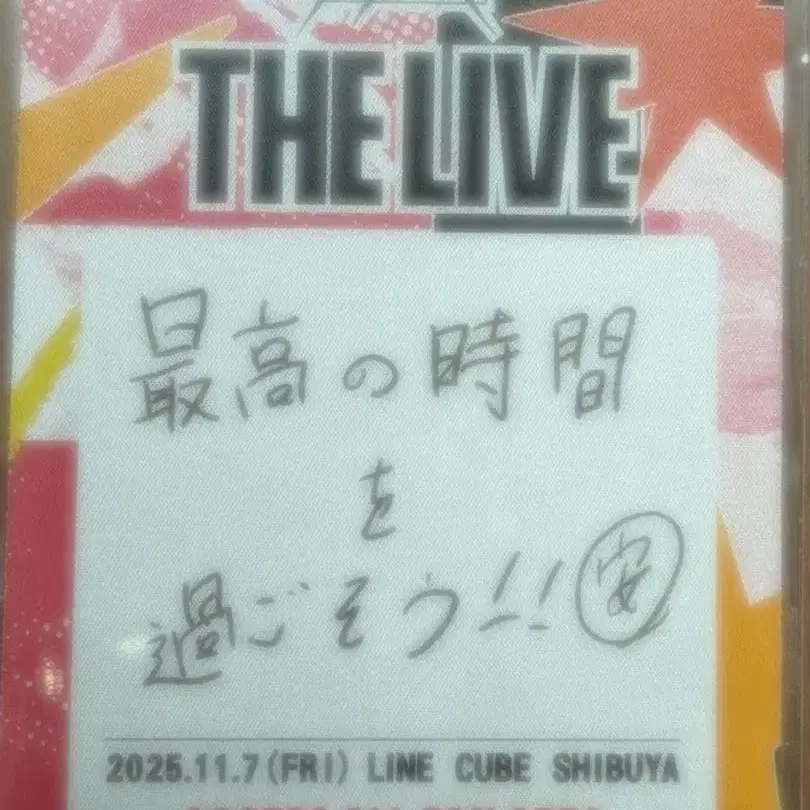 THE LIVE
最高の時間
を
過ごそう!! 安
2025.11.7(FRI) LINE CUBE SHIBUYA